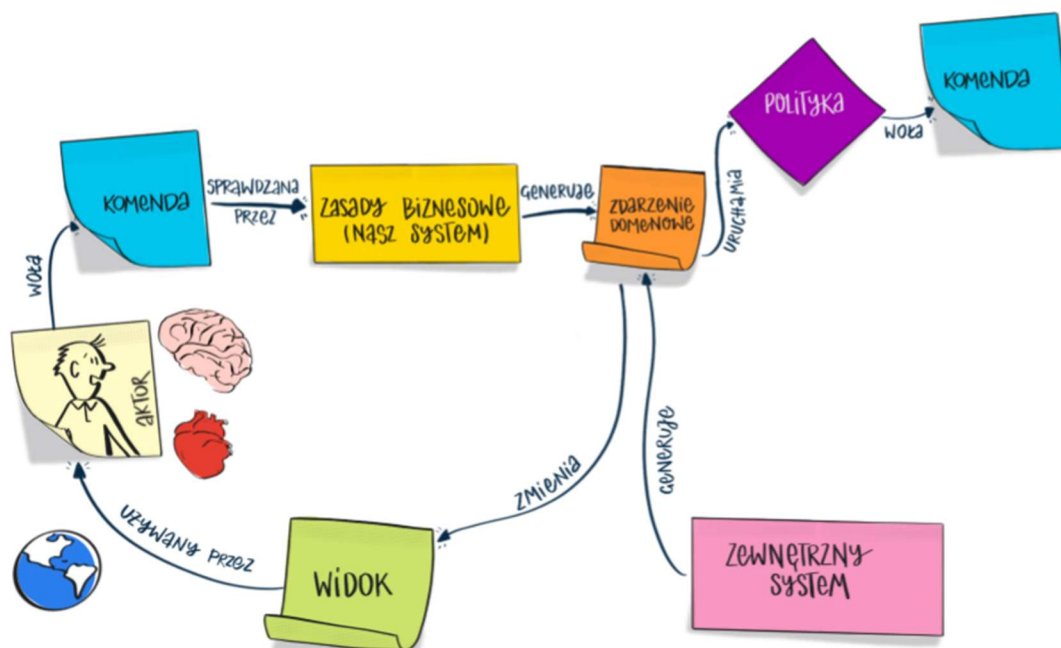 POLITYKA
KOMENDA
WOŁA
KOMENDA
SPRAWDZANA
PRZEZ
ZASADY BIZNESOWE
(NASZ SYSTEM)
GENERUJE
ZDARZENIE
DOMENOWE
URUCHAMIA
WOŁA
AKTOR
ZMIENIA
GENERUJE
UŻYWANY PRZEZ
WIDOK
ZEWNĘTRZNY
SYSTEM